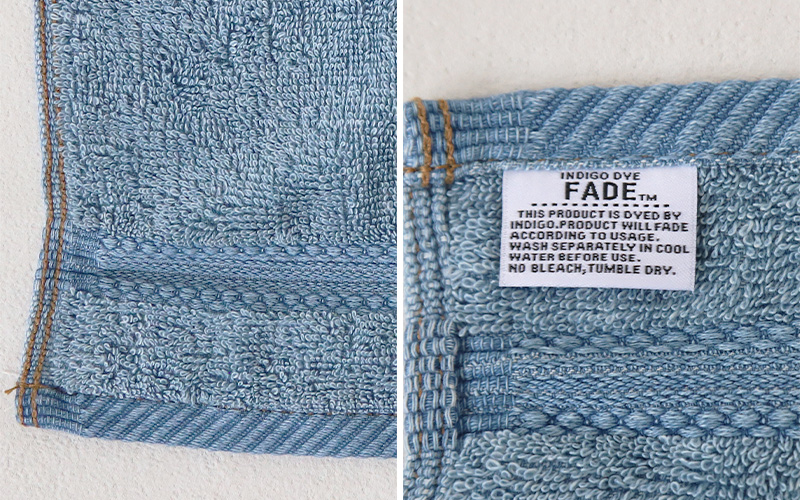 INDIGO DYE
FADE™
THIS PRODUCT IS DYED BY
INDIGO.PRODUCT WILL FADE
ACCORDING TO USAGE.
WASH SEPARATELY IN COOL
WATER BEFORE USE.
NO BLEACH,TUMBLE DRY.